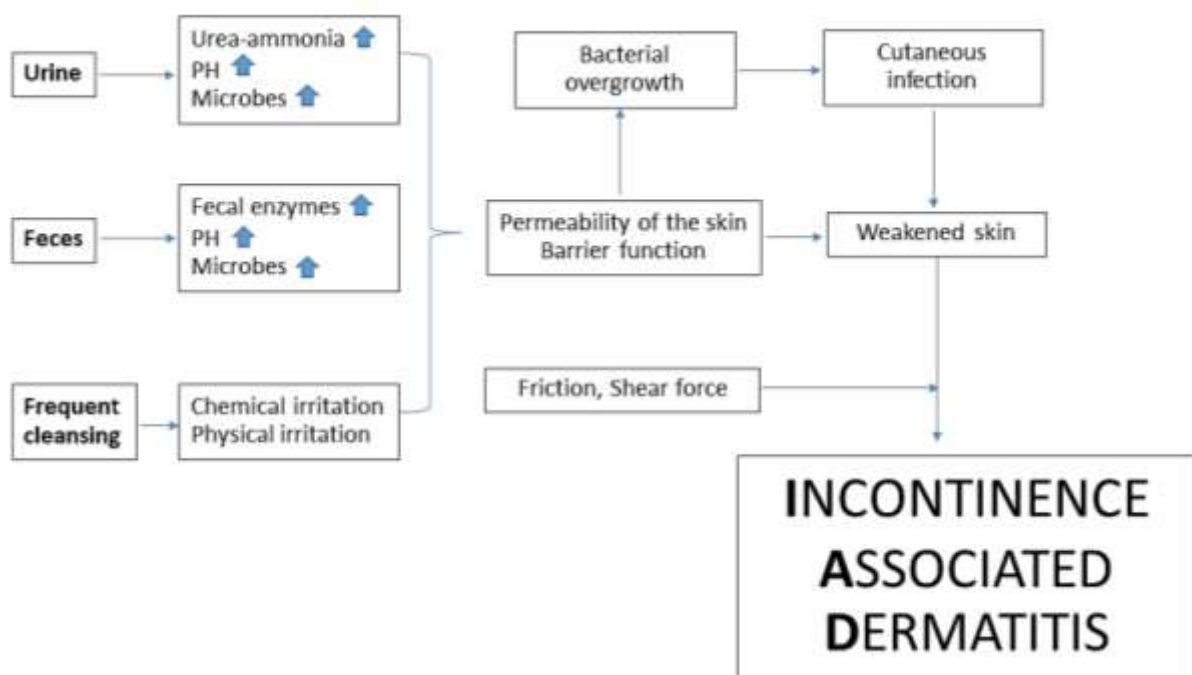 Urine
Urea-ammonia
PH
Microbes
Feces
Fecal enzymes
PH
Microbes
Frequent
cleansing
Chemical irritation
Physical irritation
Bacterial
overgrowth
Cutaneous
infection
Permeability of the skin
Barrier function
Weakened skin
Friction, Shear force
INCONTINENCE
ASSOCIATED
DERMATITIS